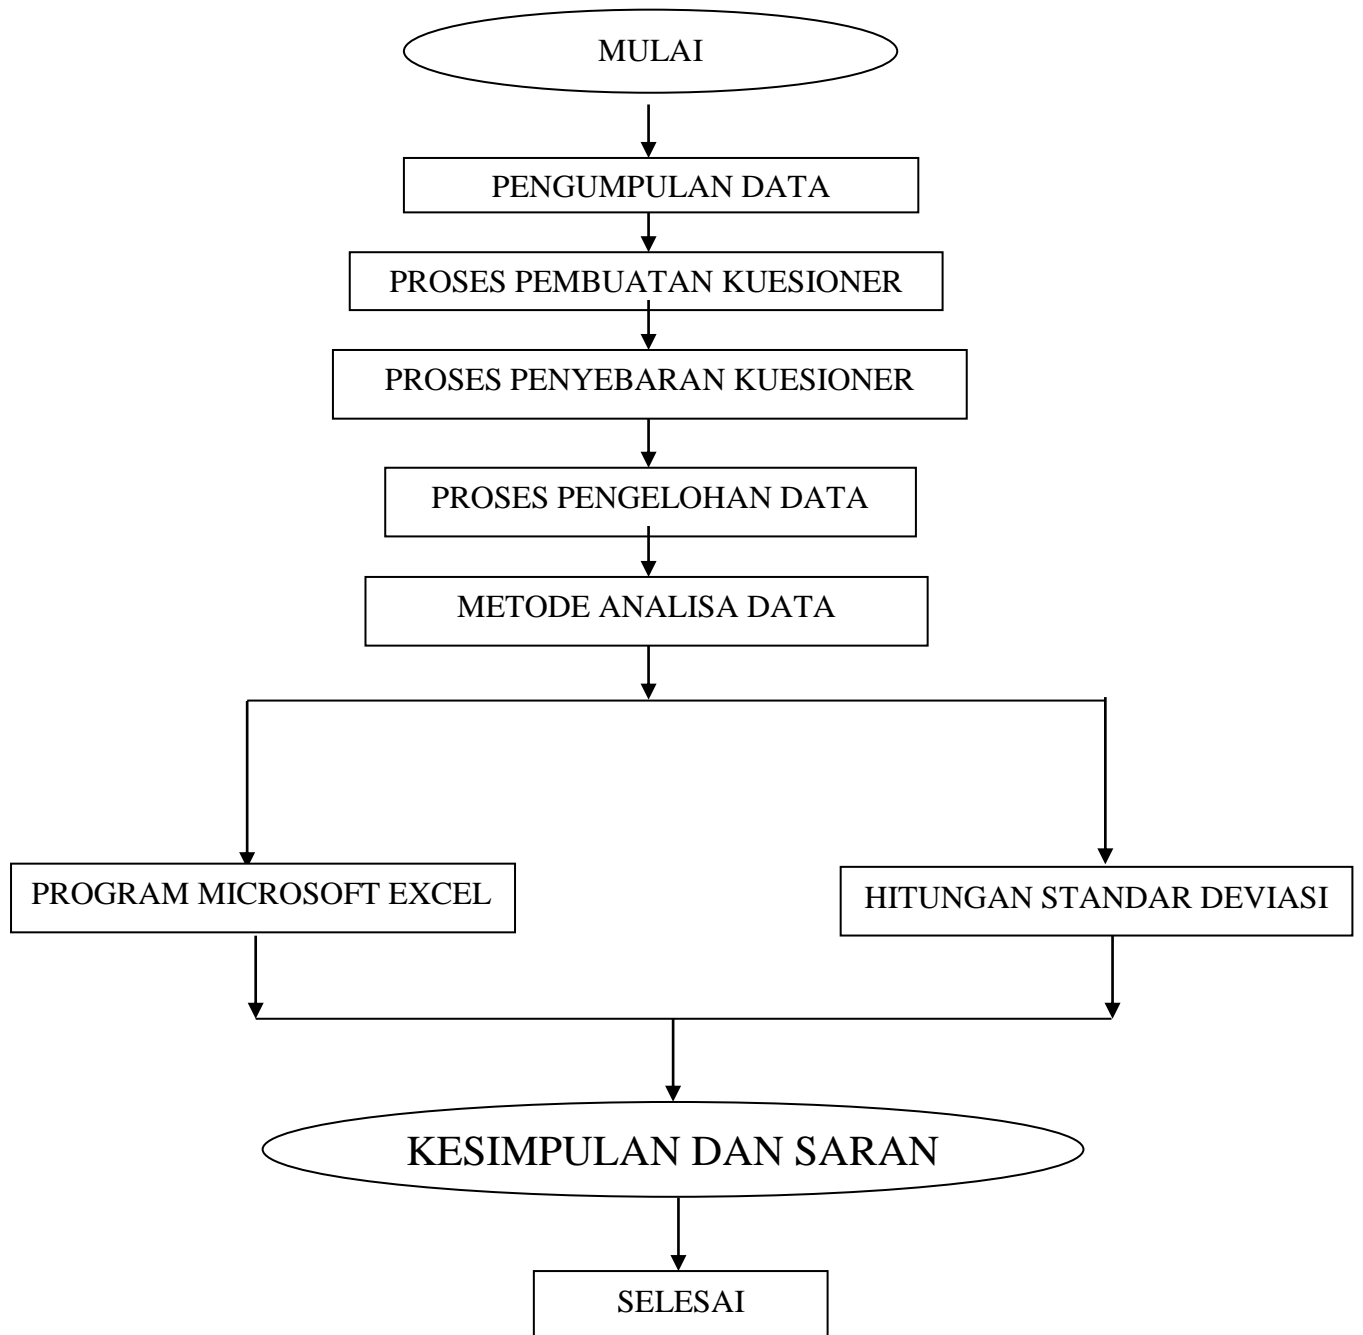 MULAI
PENGUMPULAN DATA
PROSES PEMBUATAN KUESIONER
PROSES PENYEBARAN KUESIONER
PROSES PENGELOHAN DATA
METODE ANALISA DATA
PROGRAM MICROSOFT EXCEL
HITUNGAN STANDAR DEVIASI
KESIMPULAN DAN SARAN
SELESAI